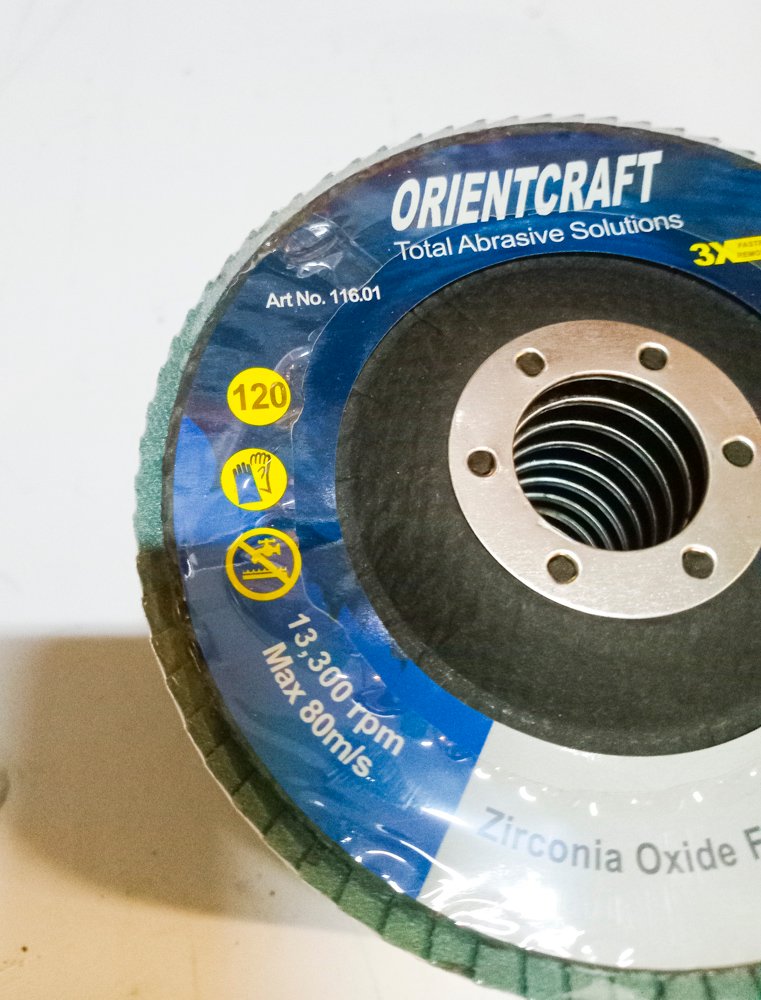 ORIENTCRAFT
Total Abrasive Solutions
3X
Art No. 116.01
120
13,300 rpm
Max 80m/s
Zirconia Oxide F